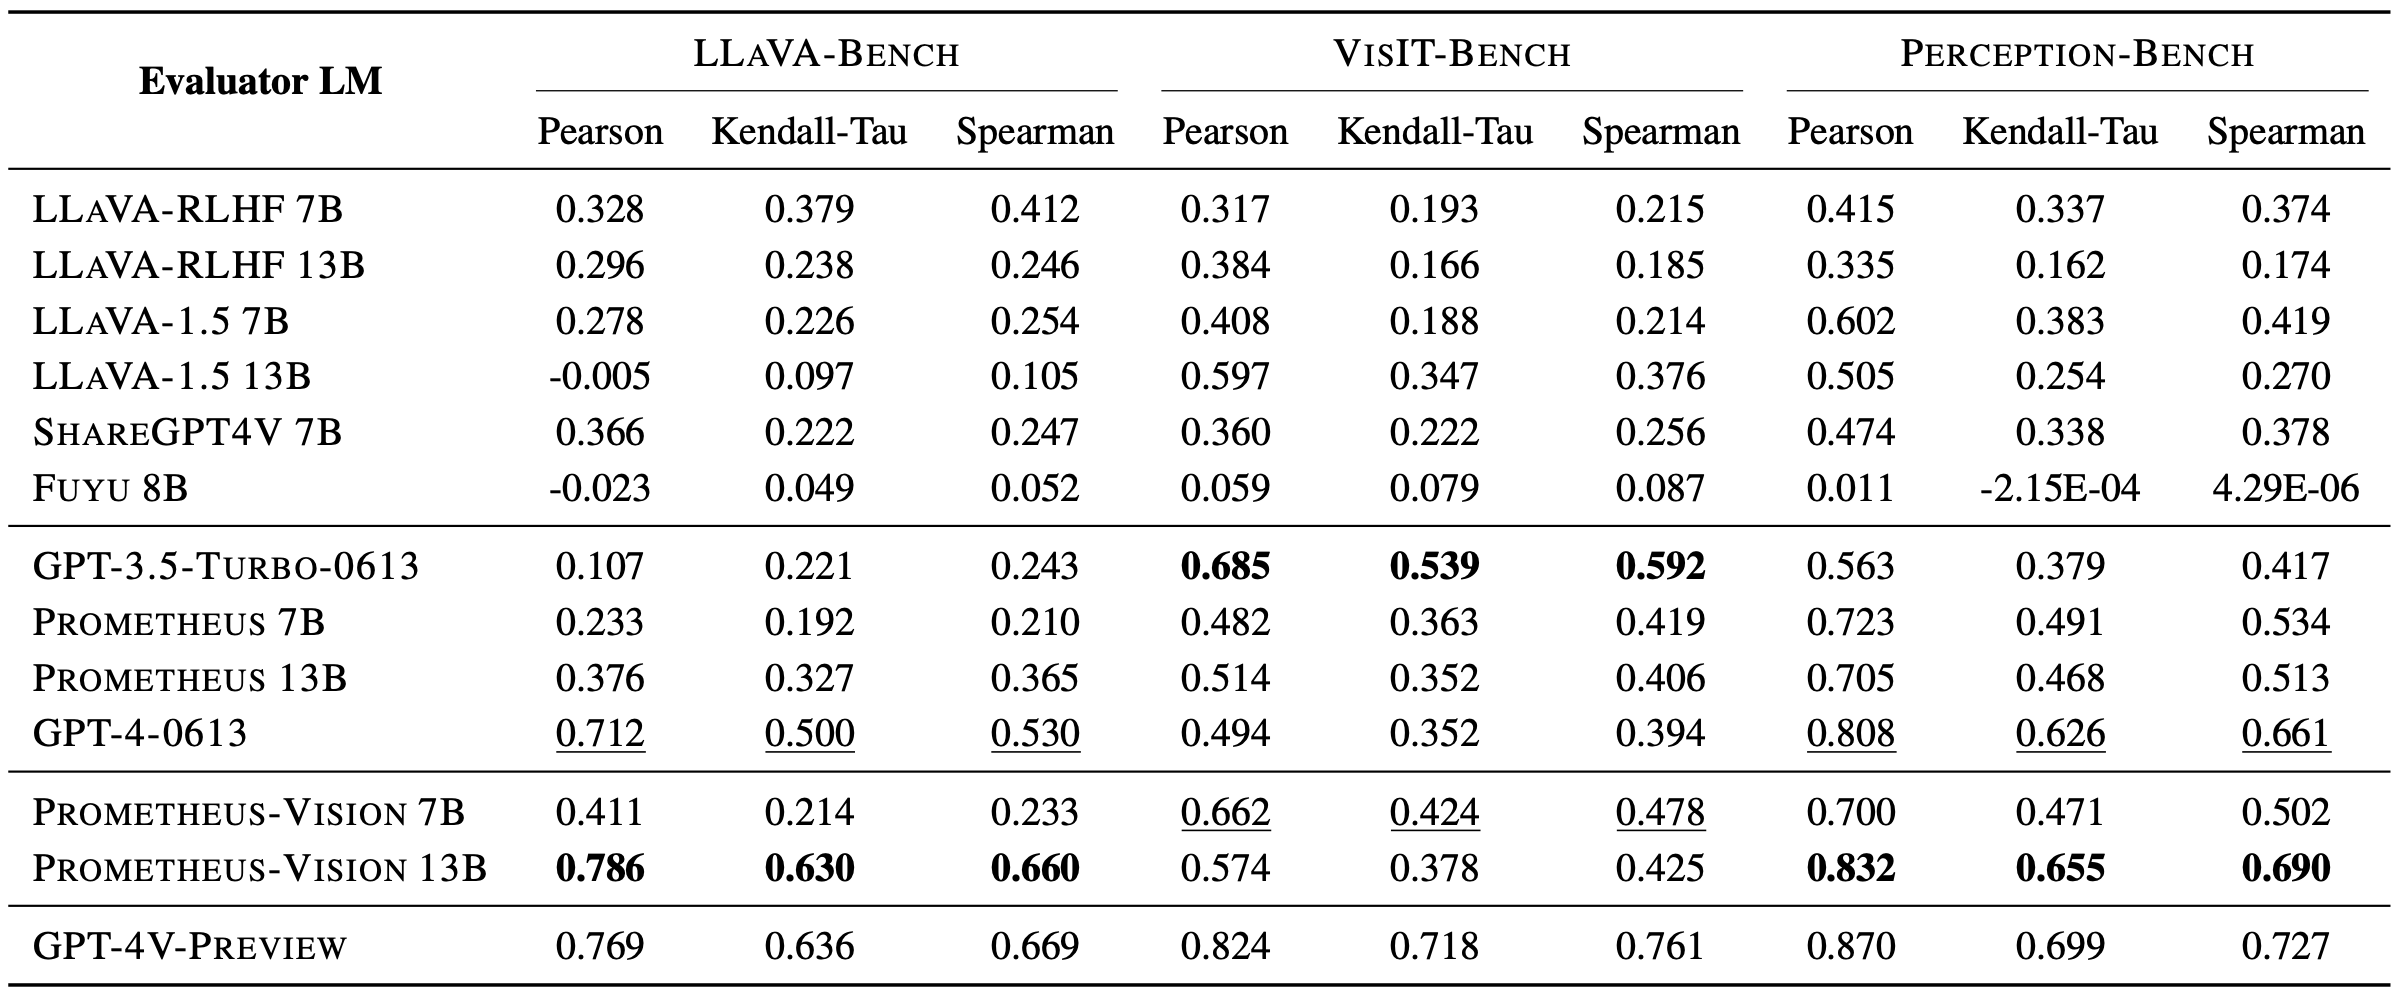 Evaluator LM LLAVA-BENCH VISIT-BENCH PERCEPTION-BENCH
Pearson Kendall-Tau Spearman Pearson Kendall-Tau Spearman Pearson Kendall-Tau Spearman
LLAVA-RLHF 7B 0.328 0.379 0.412 0.317 0.193 0.215 0.415 0.337 0.374
LLAVA-RLHF 13B 0.296 0.238 0.246 0.384 0.166 0.185 0.335 0.162 0.174
LLAVA-1.5 7B 0.278 0.226 0.254 0.408 0.188 0.214 0.602 0.383 0.419
LLAVA-1.5 13B -0.005 0.097 0.105 0.597 0.347 0.376 0.505 0.254 0.270
SHAREGPT4V 7B 0.366 0.222 0.247 0.360 0.222 0.256 0.474 0.338 0.378
FUYU 8B -0.023 0.049 0.052 0.059 0.079 0.087 0.011 -2.15E-04 4.29E-06
GPT-3.5-TURBO-0613 0.107 0.221 0.243 0.685 0.539 0.592 0.563 0.379 0.417
PROMETHEUS 7B 0.233 0.192 0.210 0.482 0.363 0.419 0.723 0.491 0.534
PROMETHEUS 13B 0.376 0.327 0.365 0.514 0.352 0.406 0.705 0.468 0.513
GPT-4-0613 0.712 0.500 0.530 0.494 0.352 0.394 0.808 0.626 0.661
PROMETHEUS-VISION 7B 0.411 0.214 0.233 0.662 0.424 0.478 0.700 0.471 0.502
PROMETHEUS-VISION 13B 0.786 0.630 0.660 0.574 0.378 0.425 0.832 0.655 0.690
GPT-4V-PREVIEW 0.769 0.636 0.669 0.824 0.718 0.761 0.870 0.699 0.727